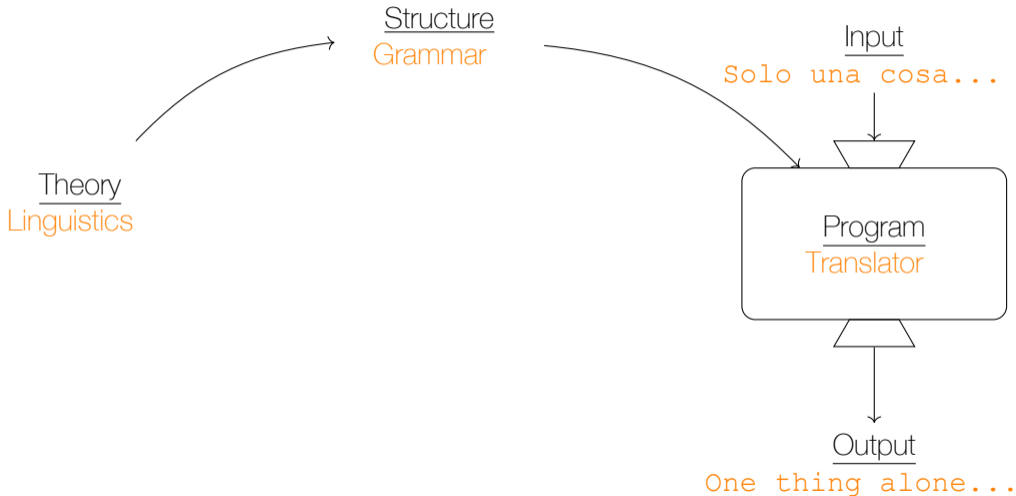 Structure
Grammar
Input
Solo una cosa...
Theory
Linguistics
Program
Translator
Output
One thing alone...